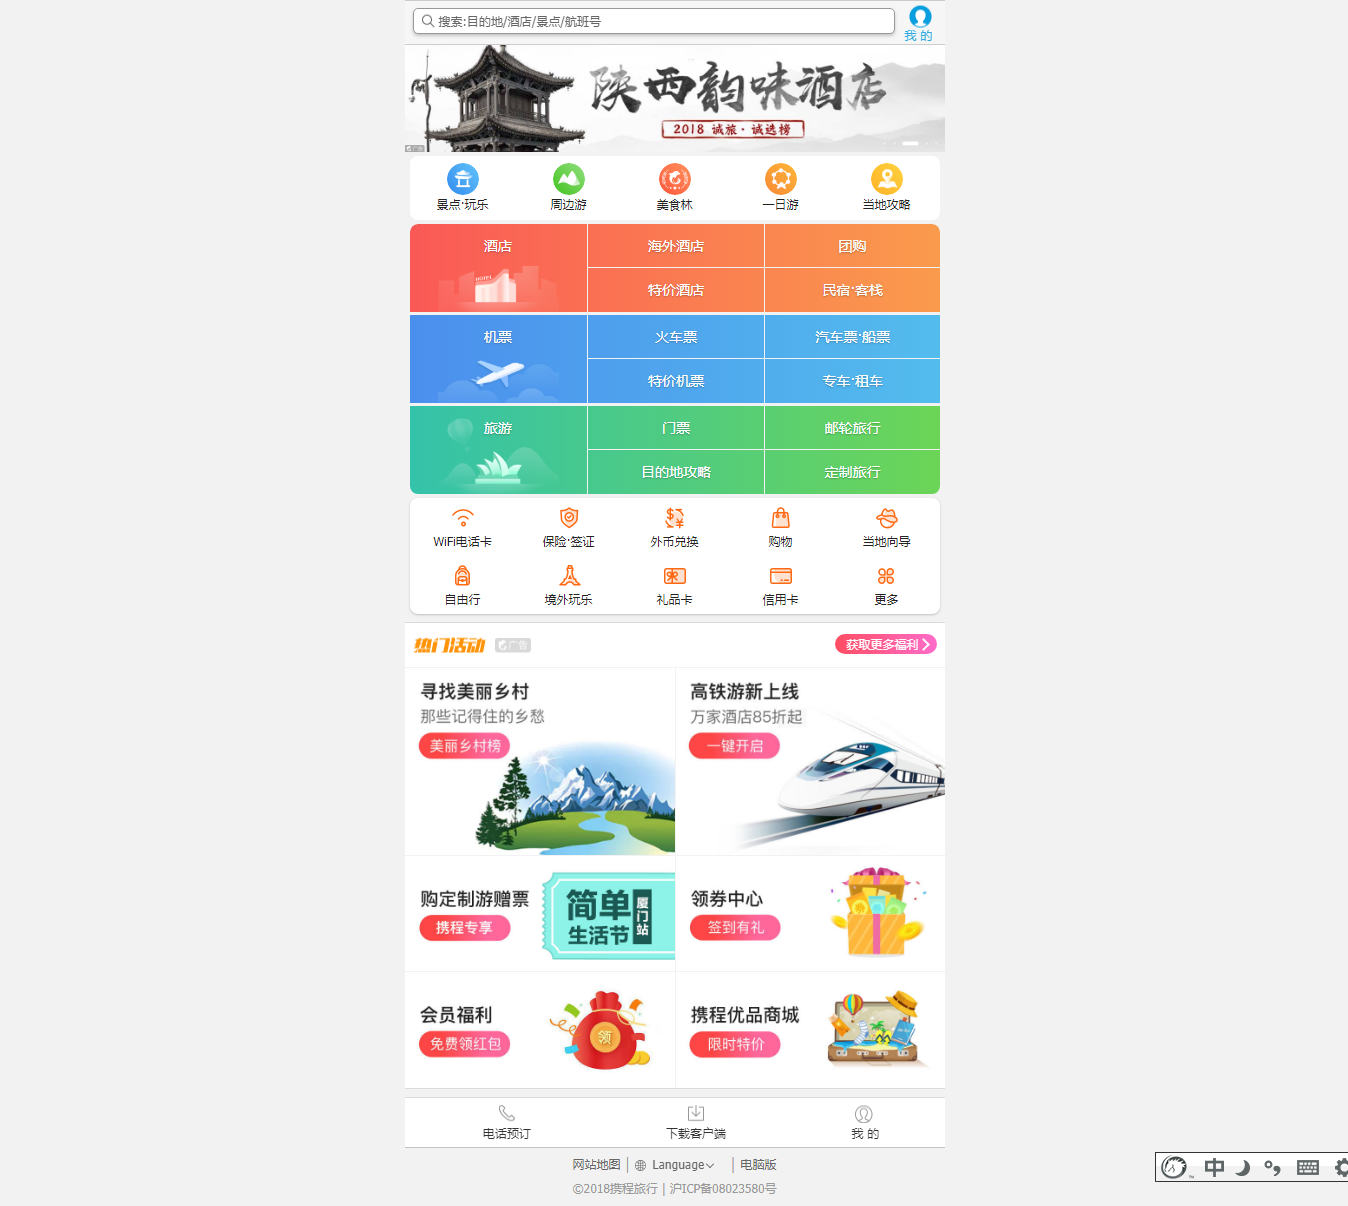 搜索:目的地/酒店/景点/航班号
我 的
陕西韵味酒店
2018 诚旅·诚选榜
广告
景点·玩乐 周边游 美食林 一日游 当地攻略
酒店 海外酒店 团购
HOTEL
特价酒店 民宿·客栈
机票 火车票 汽车票·船票
特价机票 专车·租车
旅游 门票 邮轮旅行
目的地攻略 定制旅行
WiFi电话卡 保险·签证 外币兑换 购物 当地向导
自由行 境外玩乐 礼品卡 信用卡 更多
热门活动 广告 获取更多福利
寻找美丽乡村
那些记得住的乡愁
美丽乡村榜
高铁游新上线
万家酒店85折起
一键开启
购定制游赠票
携程专享
简单
生活节
厦门站
领券中心
签到有礼
会员福利
免费领红包
领
携程优品商城
限时特价
电话预订 下载客户端 我 的
网站地图 | Language | 电脑版
©2018携程旅行 | 沪ICP备08023580号
中